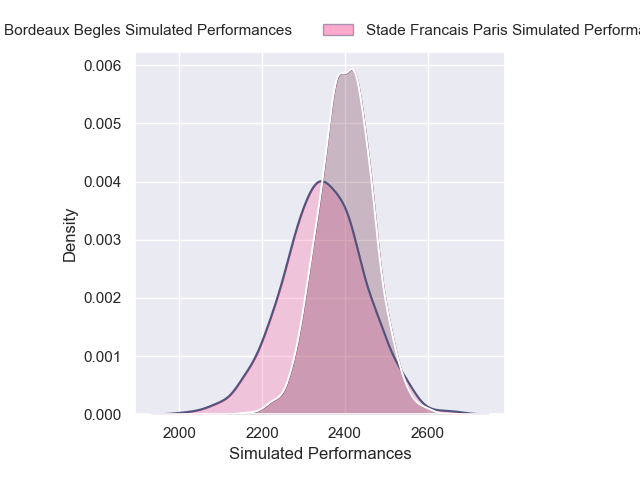 Bordeaux Begles Simulated Performances
Stade Francais Paris Simulated Performa
0.006
0.005
0.004
0.003
0.002
0.001
0.000
Density
2000 2200 2400 2600
Simulated Performances